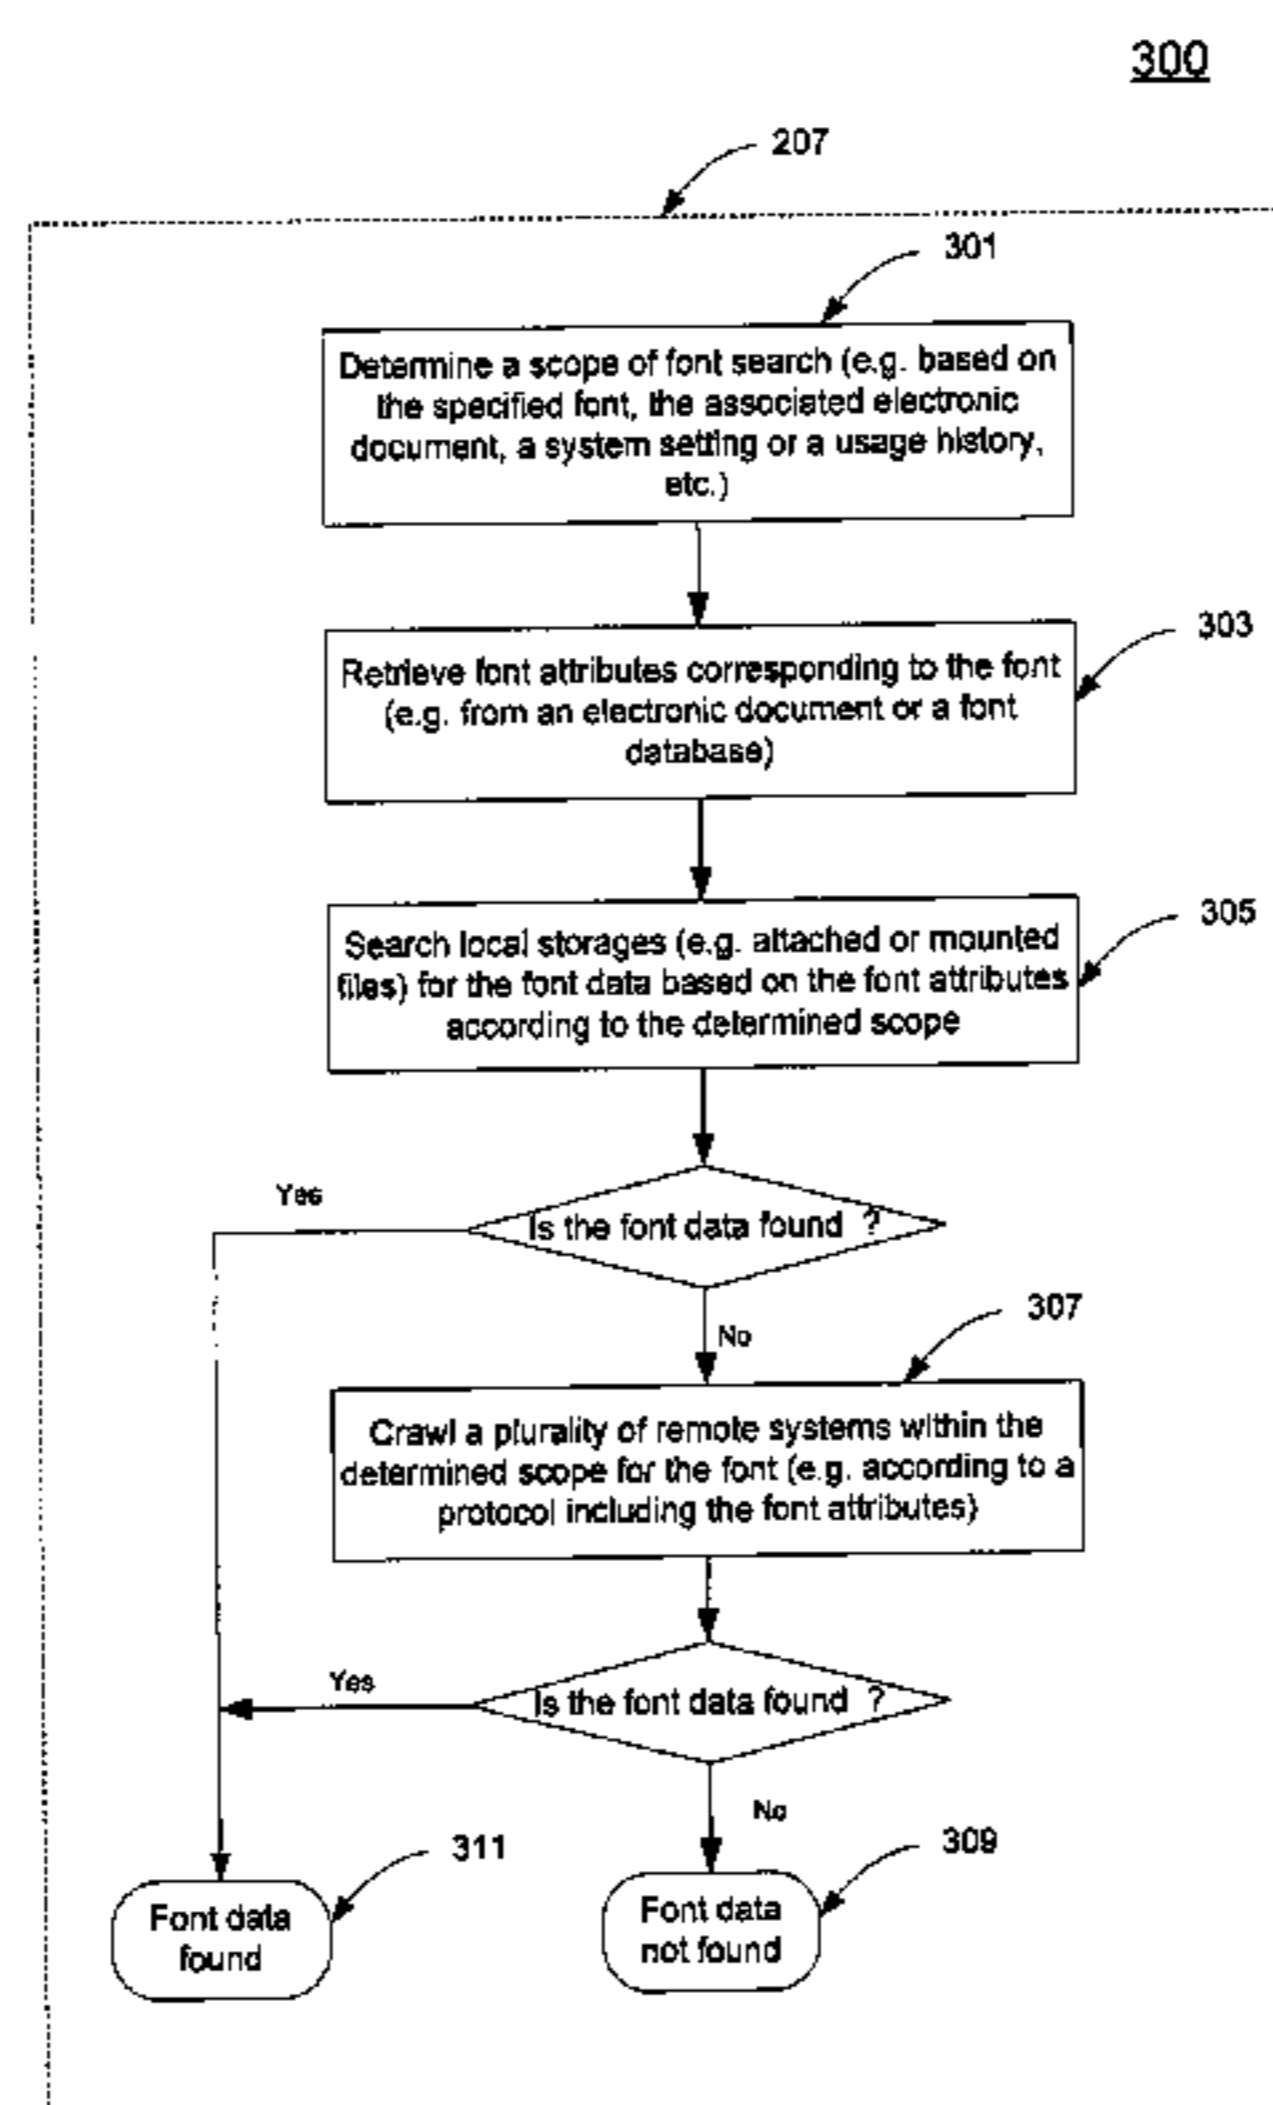 300
207
301
Determine a scope of font search (e.g. based on
the specified font, the associated electronic
document, a system setting or a usage history,
etc.)
303
Retrieve font attributes corresponding to the font
(e.g. from an electronic document or a font
database)
305
Search local storages (e.g. attached or mounted
files) for the font data based on the font attributes
according to the determined scope
Yes
Is the font data found ?
No
307
Crawl a plurality of remote systems within the
determined scope for the font (e.g. according to a
protocol including the font attributes)
Yes
Is the font data found ?
No
311
309
Font data
found
Font data
not found